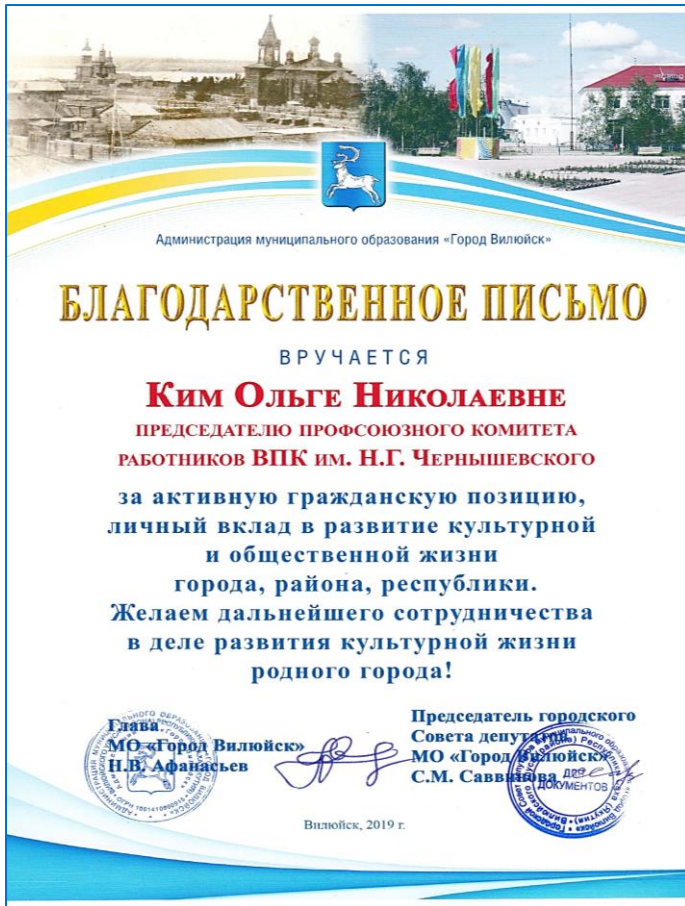 Администрация муниципального образования «Город Вилюйск»
БЛАГОДАРСТВЕННОЕ ПИСЬМО
ВРУЧАЕТСЯ
Ким Ольге Николаевне
председателю профсоюзного комитета
работников ВПК им. Н.Г. Чернышевского
за активную гражданскую позицию,
личный вклад в развитие культурной
и общественной жизни
города, района, республики.
Желаем дальнейшего сотрудничества
в деле развития культурной жизни
родного города!
Глава
МО «Город Вилюйск»
Н.В. Афанасьев
Председатель городского
Совета депутатов
МО «Город Вилюйск»
С.М. Саввинова
ДЛЯ
ДОКУМЕНТОВ
Вилюйск, 2019 г.